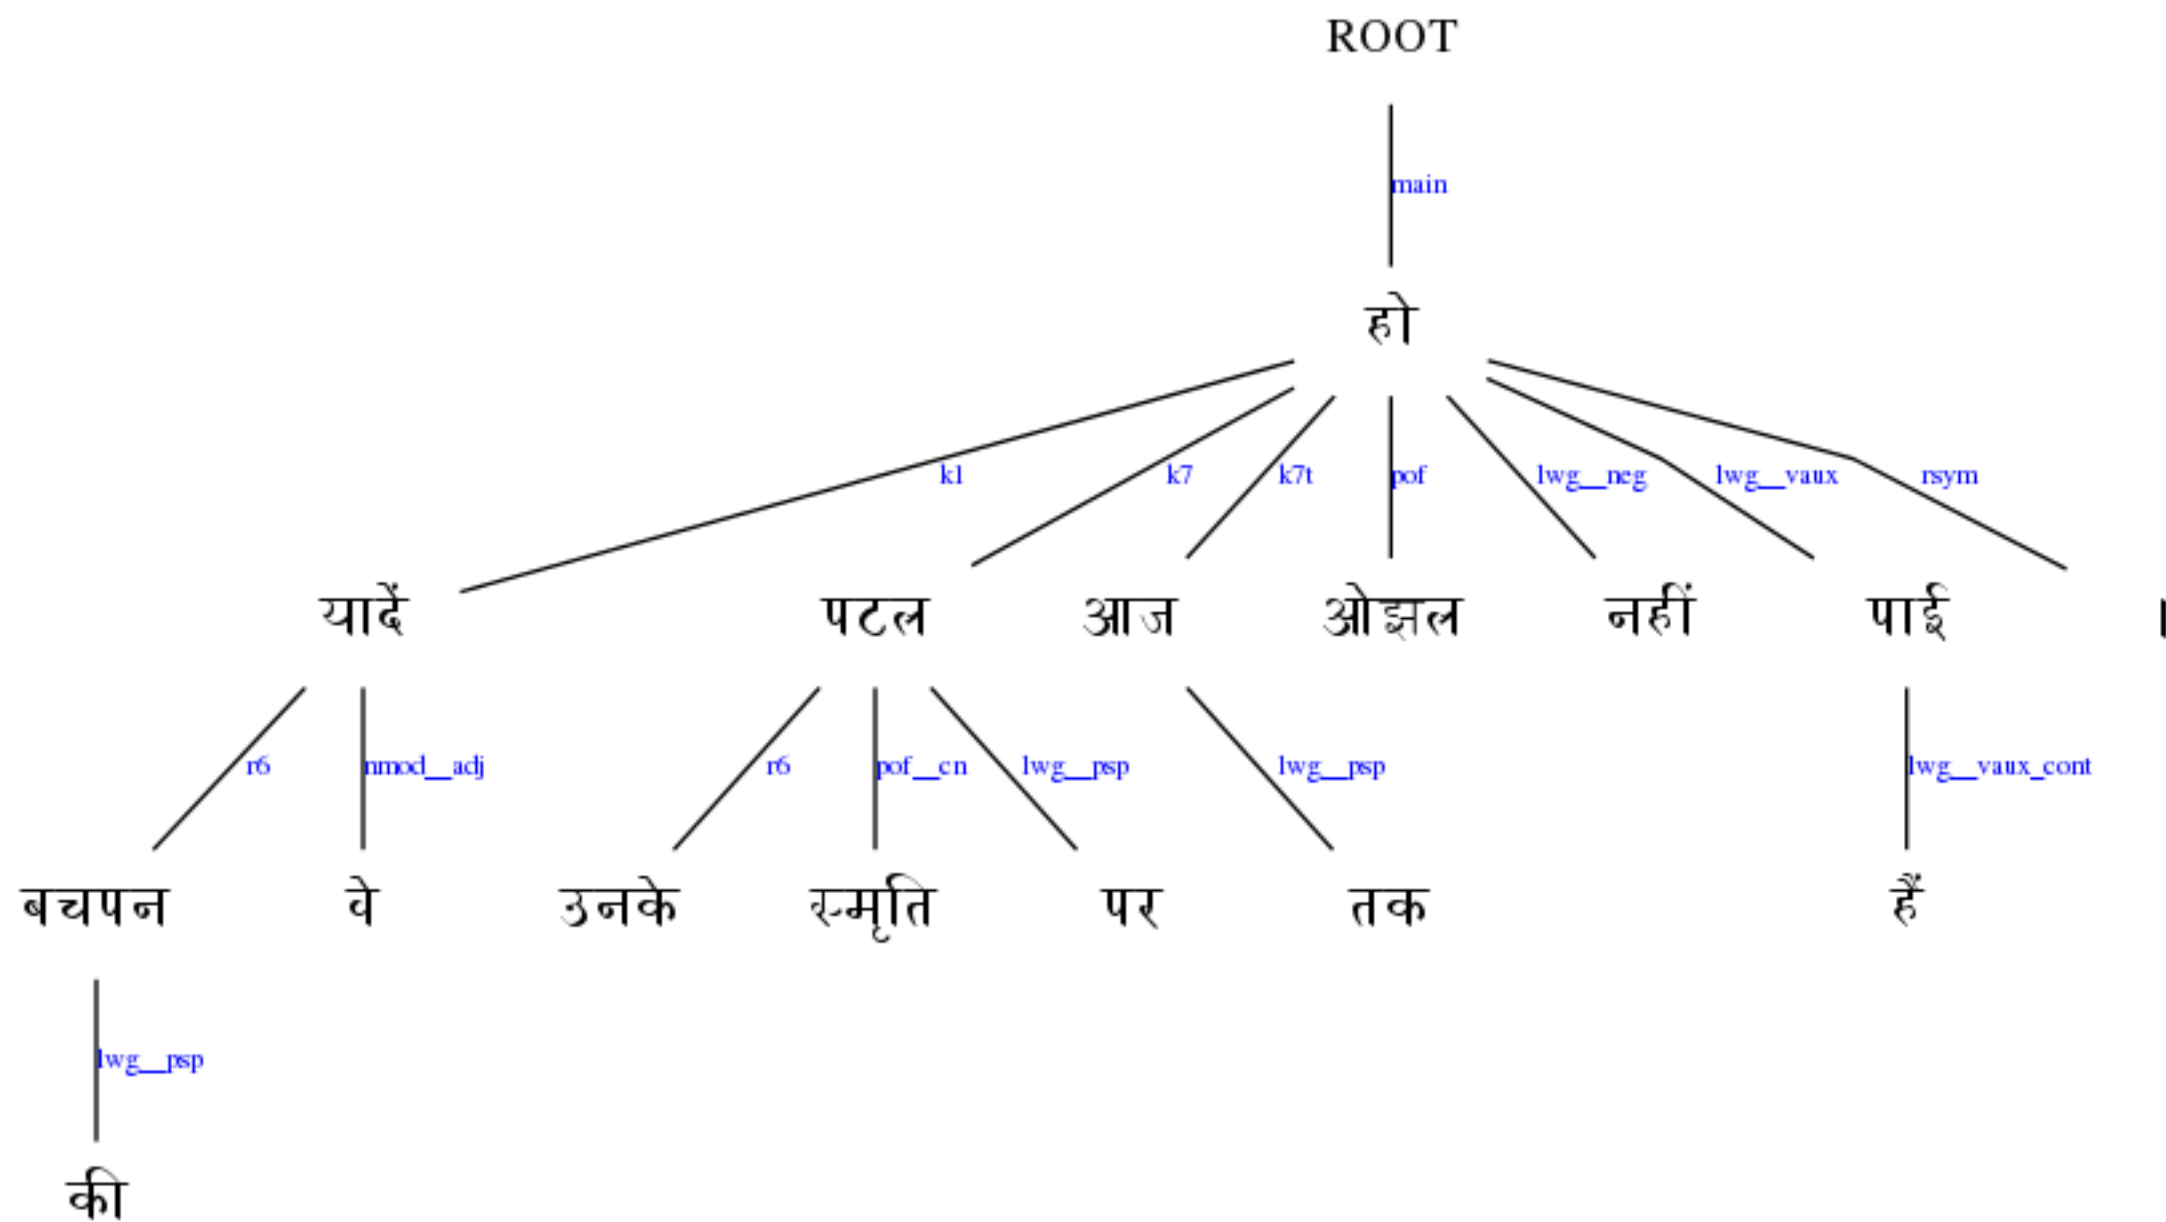 ROOT
main
हो
k1 k7 k7t pof lwg__neg lwg__vaux rsym
यादें पटल आज ओझल नहीं पाई ।
r6 nmod__adj r6 pof__cn lwg__psp lwg__psp lwg__vaux_cont
बचपन वे उनके स्मृति पर तक हैं
lwg__psp
की